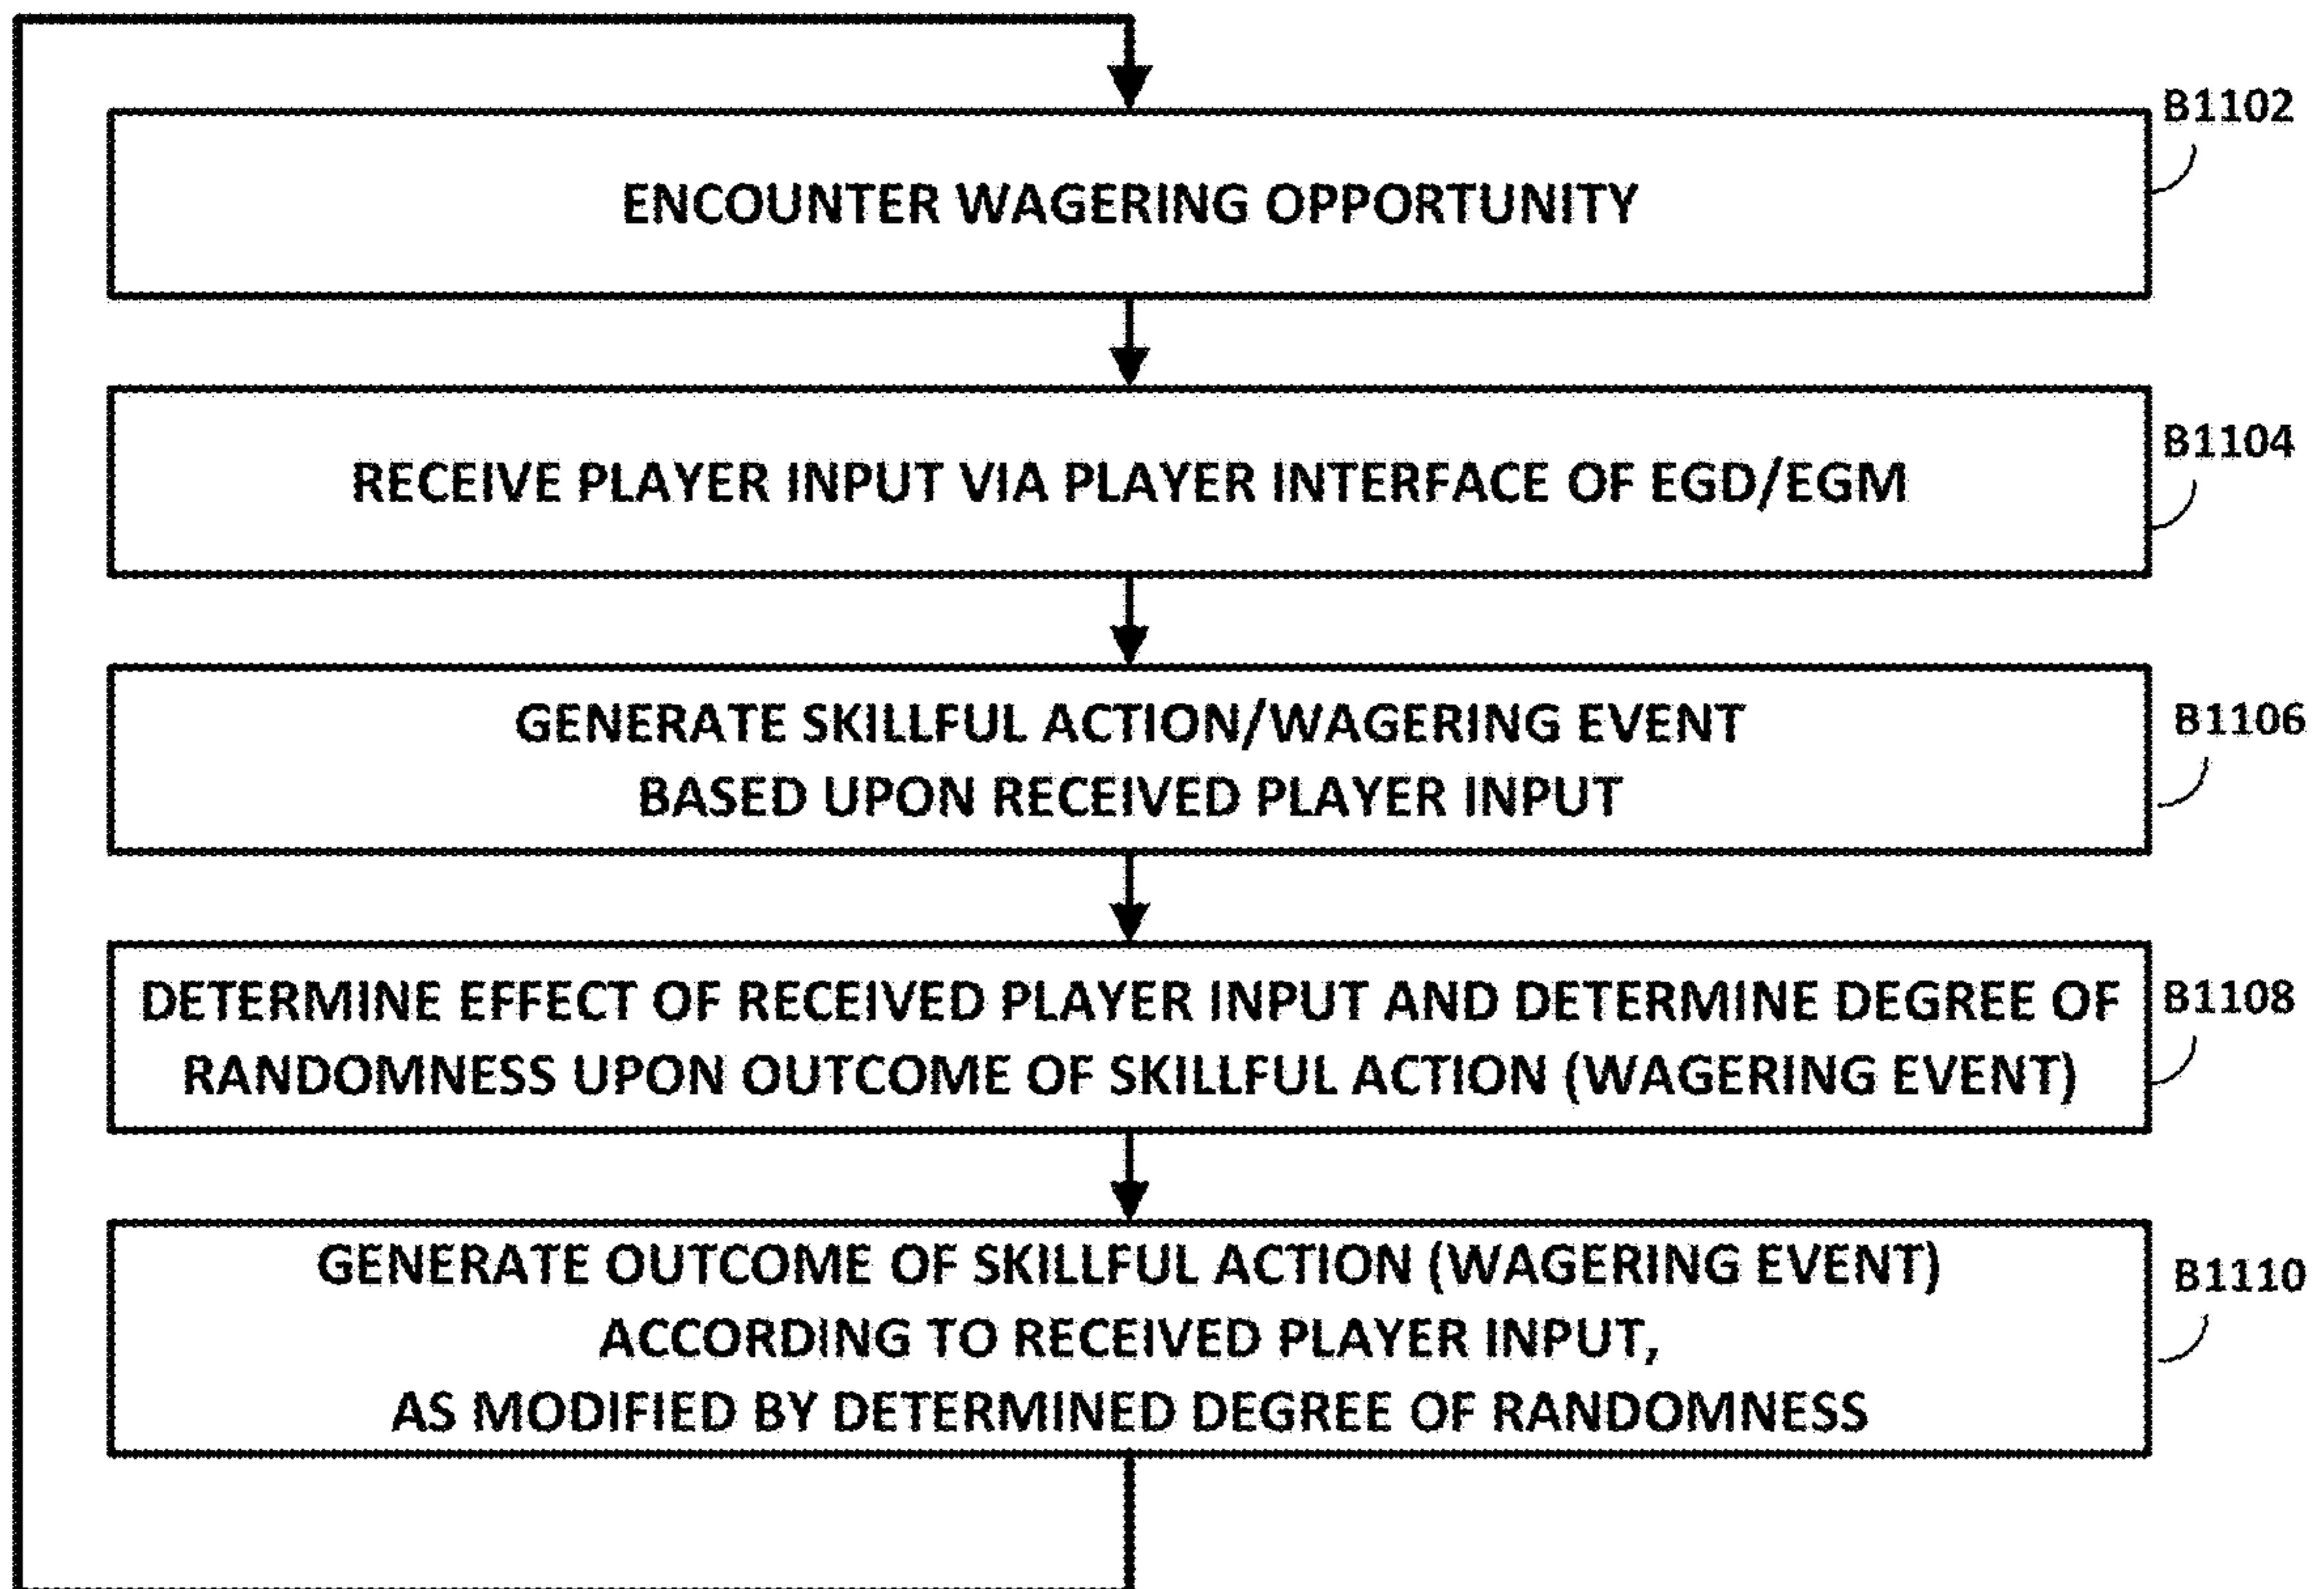 B1102
ENCOUNTER WAGERING OPPORTUNITY
B1104
RECEIVE PLAYER INPUT VIA PLAYER INTERFACE OF EGD/EGM
GENERATE SKILLFUL ACTION/WAGERING EVENT
B1106
BASED UPON RECEIVED PLAYER INPUT
DETERMINE EFFECT OF RECEIVED PLAYER INPUT AND DETERMINE DEGREE OF
B1108
RANDOMNESS UPON OUTCOME OF SKILLFUL ACTION (WAGERING EVENT)
GENERATE OUTCOME OF SKILLFUL ACTION (WAGERING EVENT)
B1110
ACCORDING TO RECEIVED PLAYER INPUT,
AS MODIFIED BY DETERMINED DEGREE OF RANDOMNESS